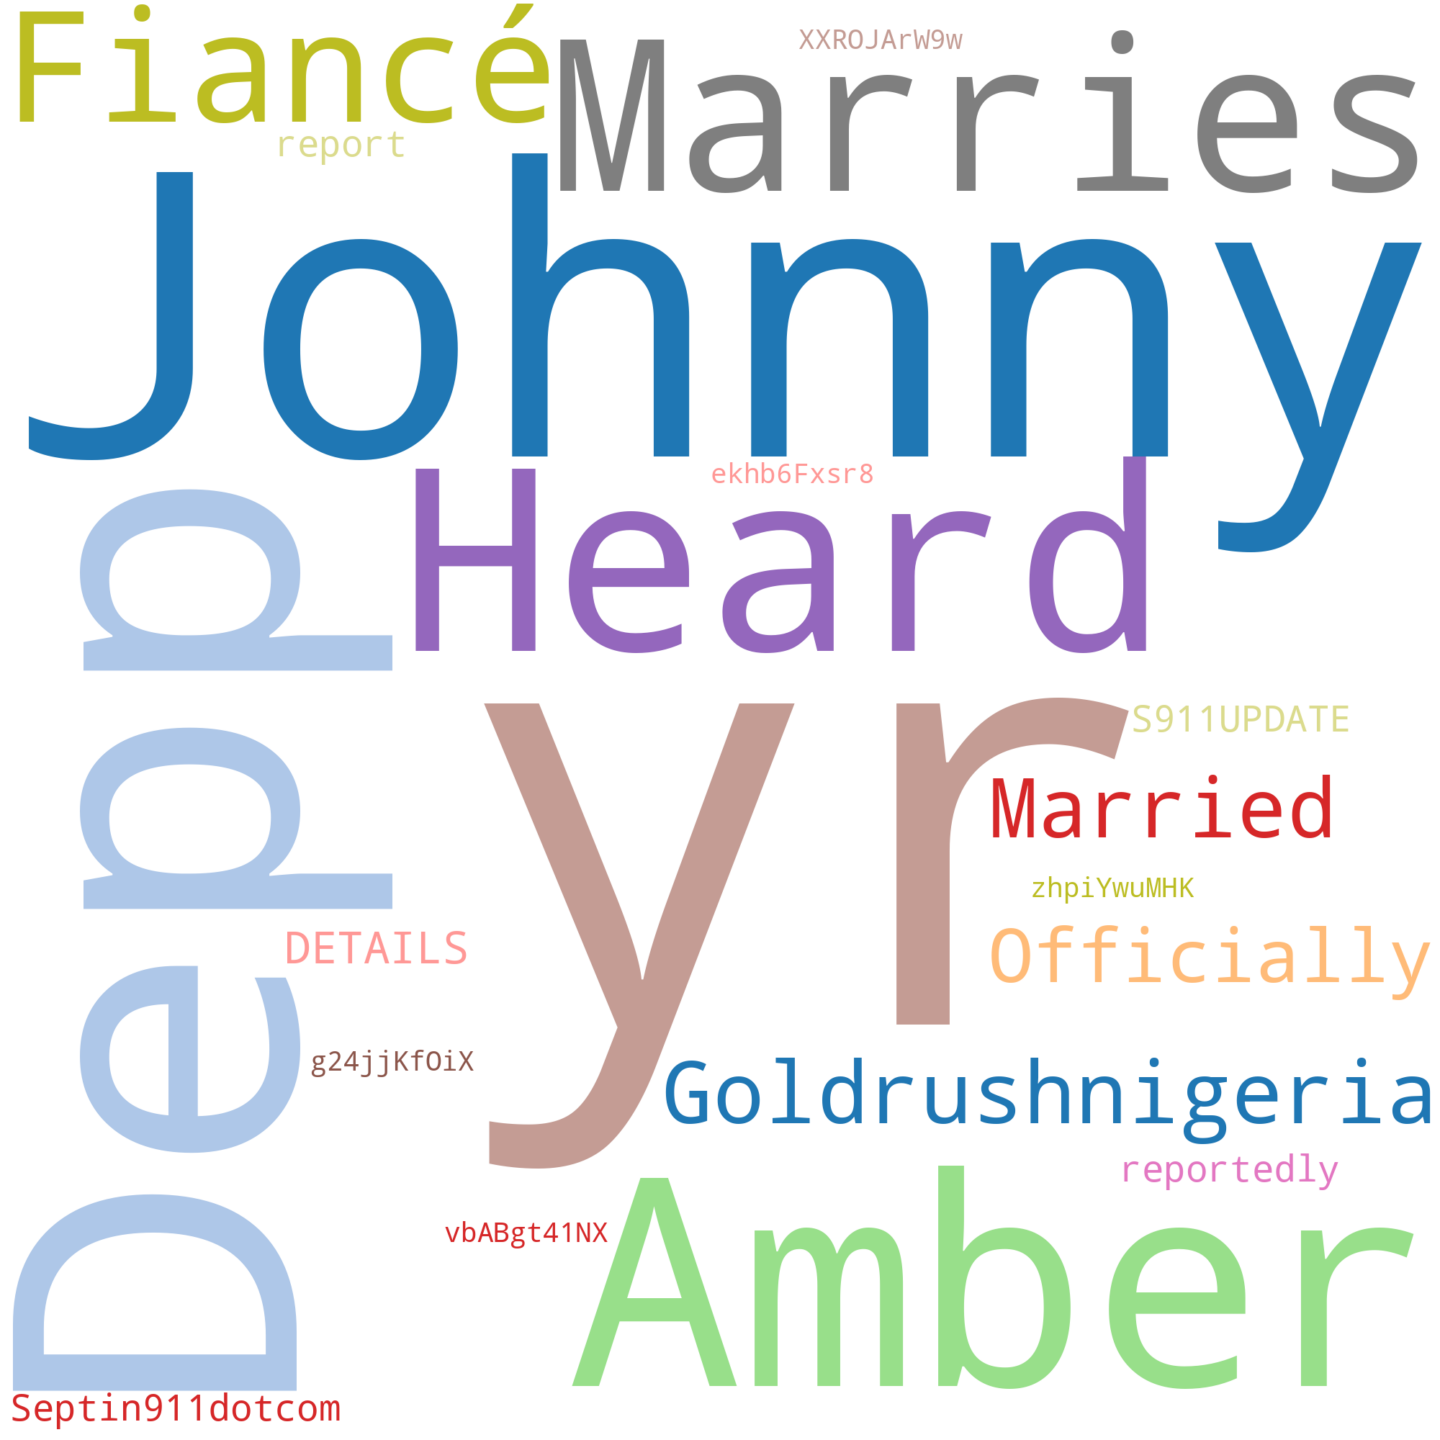 Fiancé
Marries
XXROJArW9w
report
Johnny
Depp
Heard
ekhb6Fxsr8
yr
S911UPDATE
Married
zhpiYwuMHK
DETAILS
Officially
g24jjKfOiX
Goldrushnigeria
reportedly
vbABgt41NX
Amber
Septin911dotcom